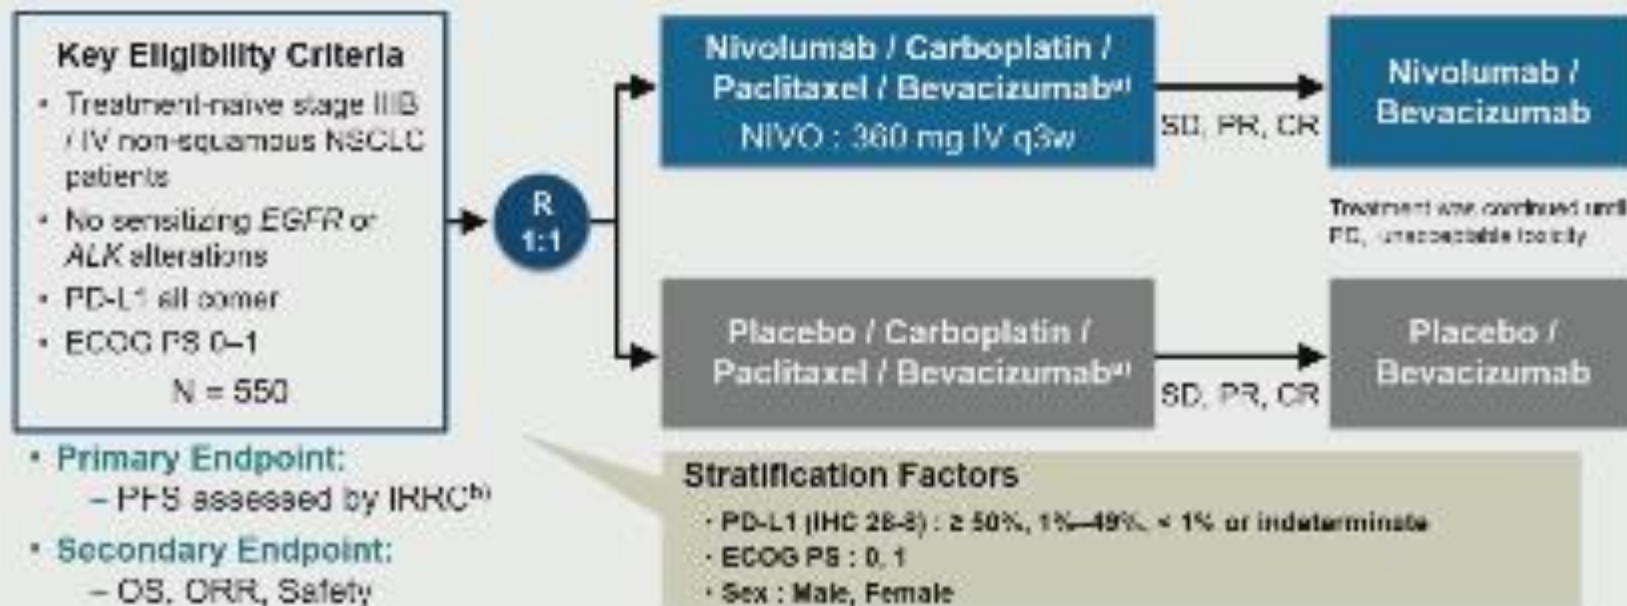 Key Eligibility Criteria
• Treatment-naive stage IIIB
/ IV non-squamous NSCLC
patients
• No sensitizing EGFR or
ALK alterations
• PD-L1 all comer
• ECOG PS 0–1
N = 550
R
1:1
Nivolumab / Carboplatin /
Paclitaxel / Bevacizumab a)
NIVO : 360 mg IV q3w
SD, PR, CR
Nivolumab /
Bevacizumab
Treatment was continued until
PD, unacceptable toxicity
Placebo / Carboplatin /
Paclitaxel / Bevacizumab a)
SD, PR, CR
Placebo /
Bevacizumab
• Primary Endpoint:
– PFS assessed by IRRC b)
• Secondary Endpoint:
– OS, ORR, Safety
Stratification Factors
· PD-L1 (IHC 28-8) : ≥ 50%, 1%–49%, < 1% or indeterminate
· ECOG PS : 0, 1
· Sex : Male, Female